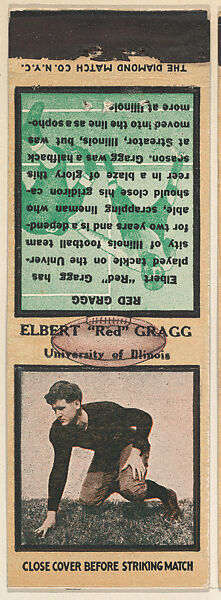 THE DIAMOND MATCH CO. N.Y.C.
RED GRAGG
Elbert "Red" Gragg has
played tackle on the Univer-
sity of Illinois football team
for two years and is a depend-
able, scrapping lineman who
should close his gridiron ca-
reer in a blaze of glory this
season. Gragg was a halfback
at Streator, Illinois, but was
moved into the line as a sopho-
more at Illinois.
ELBERT "Red" GRAGG
University of Illinois
CLOSE COVER BEFORE STRIKING MATCH